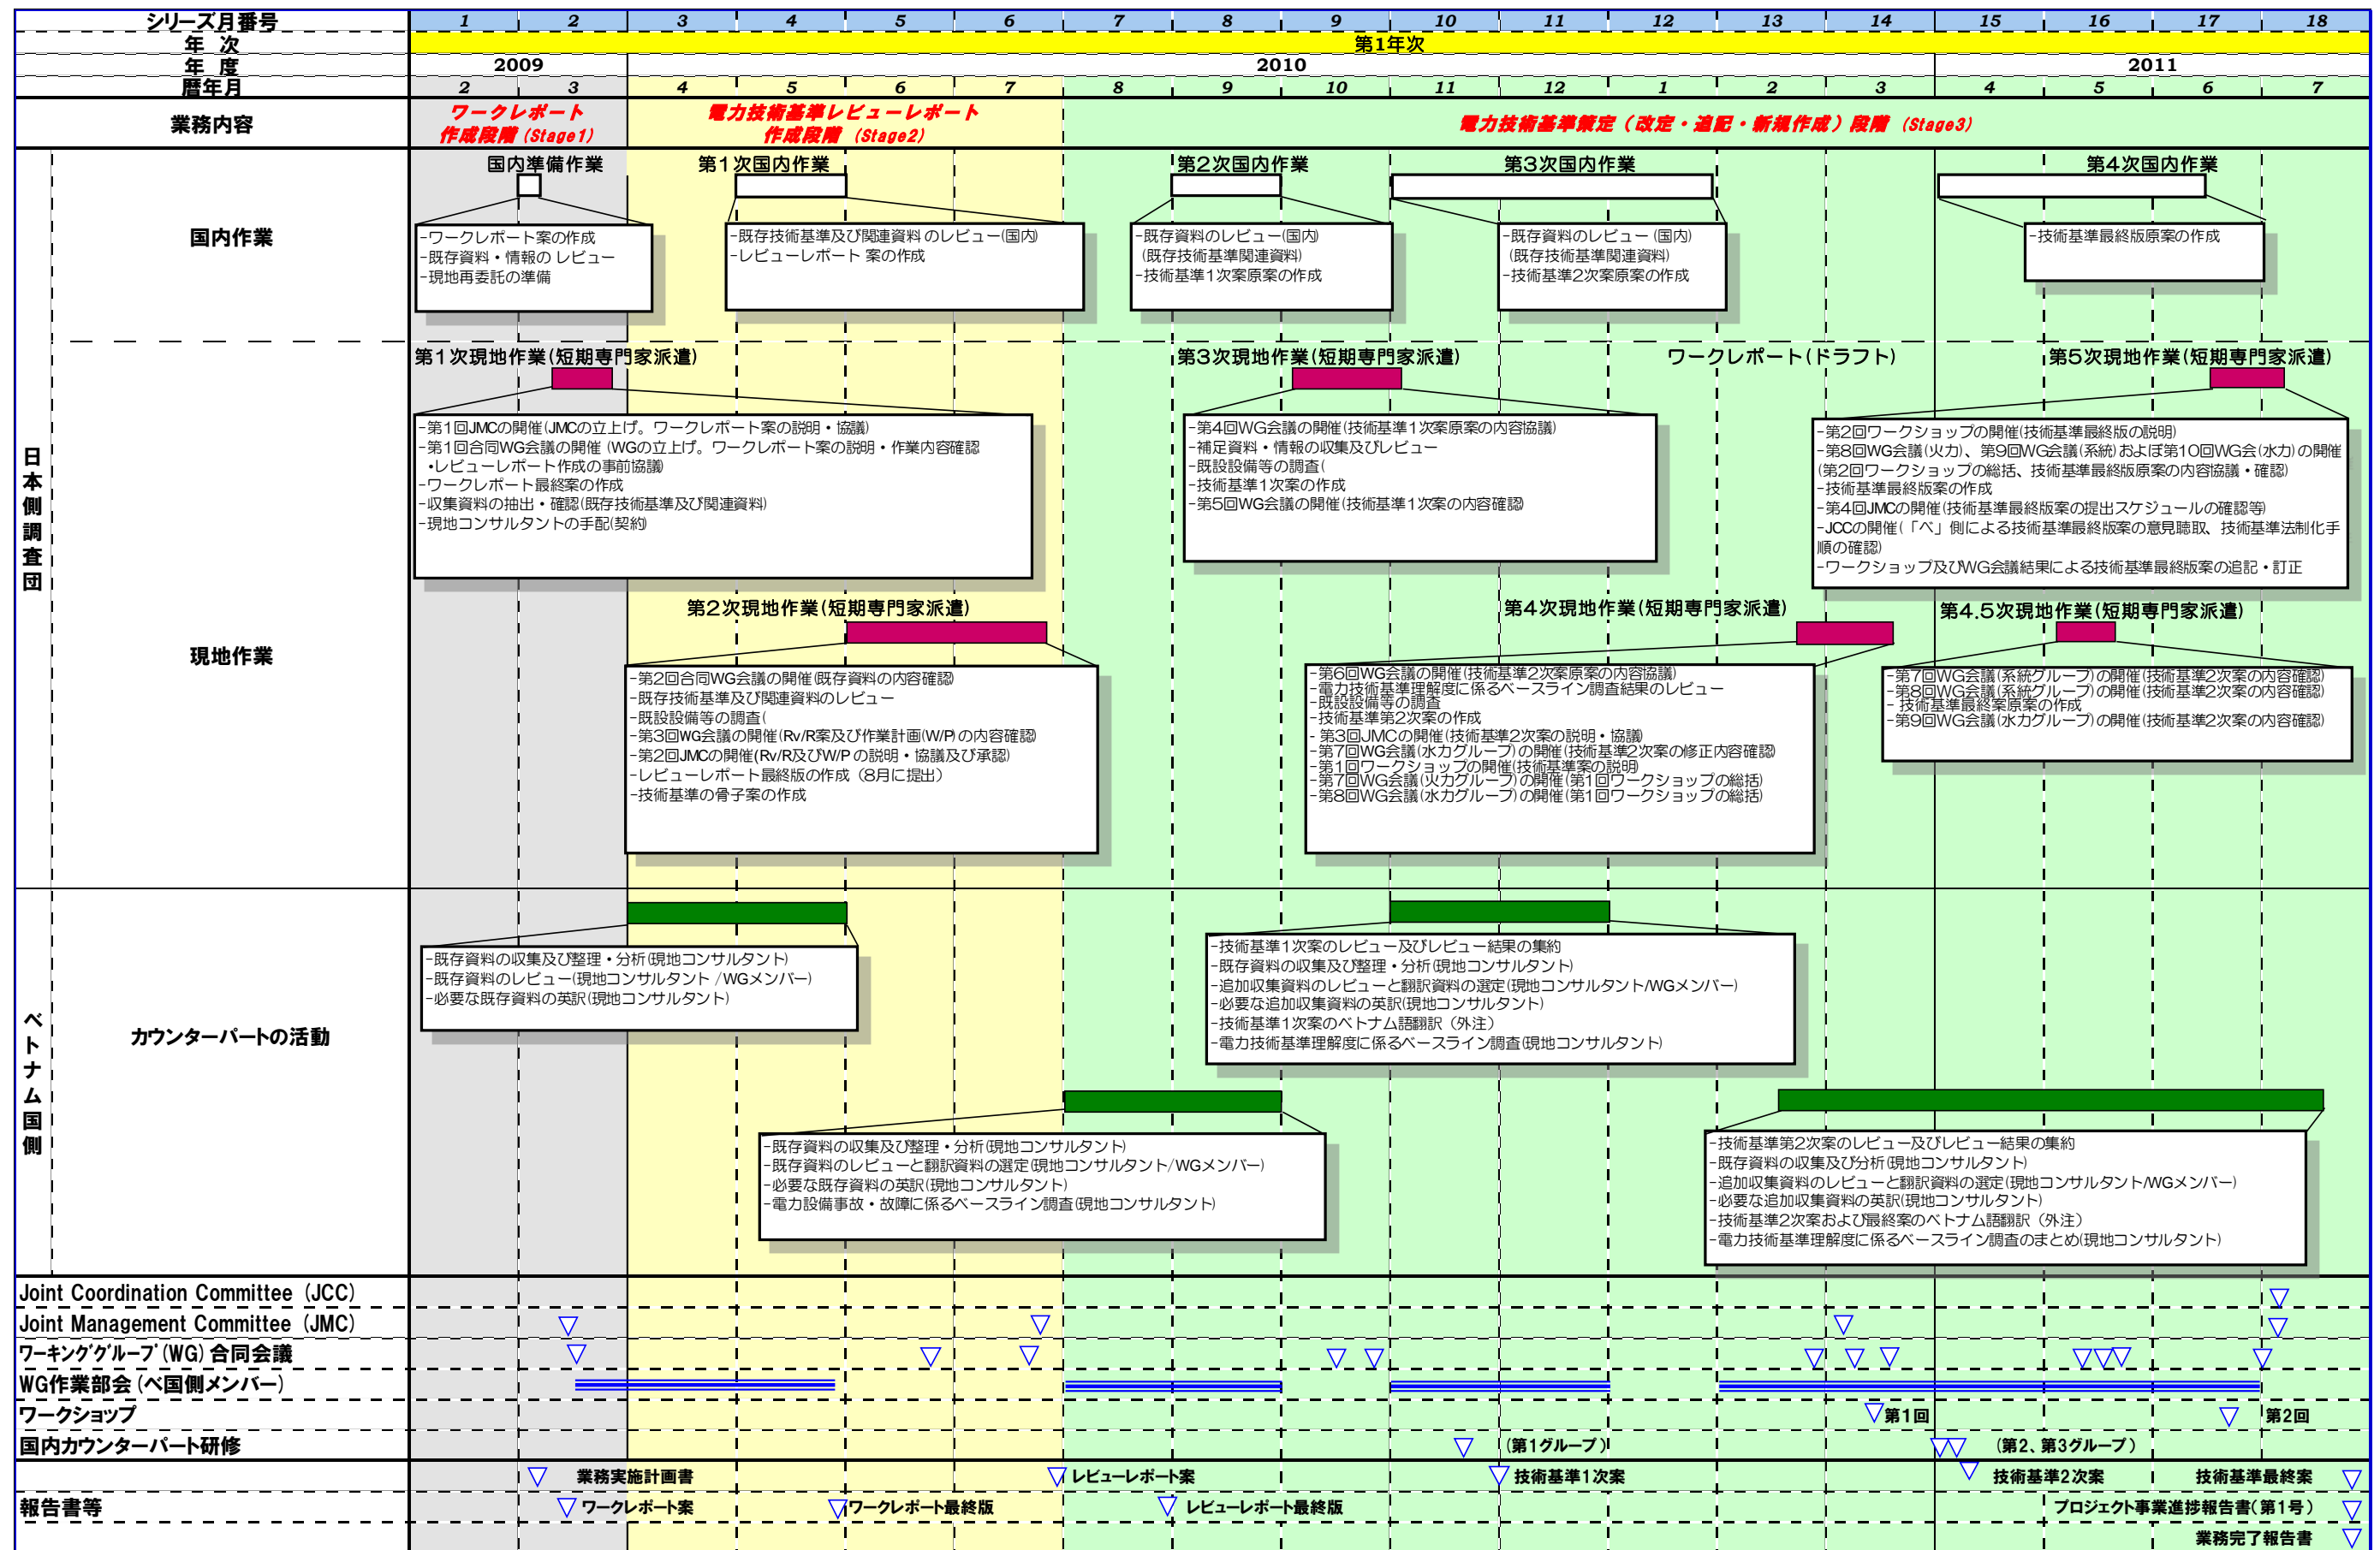 シリーズ月番号 1 2 3 4 5 6 7 8 9 10 11 12 13 14 15 16 17 18
年 次 第1年次
年 度 2009 2010 2011
暦年月 2 3 4 5 6 7 8 9 10 11 12 1 2 3 4 5 6 7
業務内容
ワークレポート
作成段階 (Stage1)
電力技術基準レビューレポート
作成段階 (Stage2)
電力技術基準策定（改定・追記・新規作成）段階 (Stage3)
日本側調査団
国内作業
国内準備作業
-ワークレポート案の作成
-既存資料・情報の レビュー
-現地再委託の準備
第1次国内作業
-既存技術基準及び関連資料 のレビュー(国内)
-レビューレポート 案の作成
第2次国内作業
-既存資料のレビュー(国内)
(既存技術基準関連資料)
-技術基準1次案原案の作成
第3次国内作業
-既存資料のレビュー (国内)
(既存技術基準関連資料)
-技術基準2次案原案の作成
第4次国内作業
-技術基準最終版原案の作成
現地作業
第1次現地作業(短期専門家派遣)
-第1回JMCの開催(JMCの立上げ。ワークレポート案の説明・協議)
-第1回合同WG会議の開催 (WGの立上げ。ワークレポート案の説明・作業内容確認
・レビューレポート作成の事前協議)
-ワークレポート最終案の作成
-収集資料の抽出・確認(既存技術基準及び関連資料)
-現地コンサルタントの手配(契約)
第3次現地作業(短期専門家派遣)
-第4回WG会議の開催(技術基準1次案原案の内容協議)
-補足資料・情報の収集及びレビュー
-既設設備等の調査(
-技術基準1次案の作成
-第5回WG会議の開催(技術基準1次案の内容確認)
ワークレポート(ドラフト)
第5次現地作業(短期専門家派遣)
-第2回ワークショップの開催(技術基準最終版の説明)
-第8回WG会議(火力)、第9回WG会議(系統)および第10回WG会(水力)の開催
(第2回ワークショップの総括、技術基準最終版原案の内容協議・確認)
-技術基準最終版案の作成
-第4回JMCの開催(技術基準最終版案の提出スケジュールの確認等)
-JCCの開催(「ベ」側による技術基準最終版案の意見聴取、技術基準法制化手
順の確認)
-ワークショップ及びWG会議結果による技術基準最終版案の追記・訂正
第2次現地作業(短期専門家派遣)
-第2回合同WG会議の開催(既存資料の内容確認)
-既存技術基準及び関連資料のレビュー
-既設設備等の調査(
-第3回WG会議の開催(Rv/R案及び作業計画(W/P)の内容確認)
-第2回JMCの開催(Rv/R及びW/P の説明・協議及び承認)
-レビューレポート最終版の作成（8月に提出）
-技術基準の骨子案の作成
第4次現地作業(短期専門家派遣)
-第6回WG会議の開催(技術基準2次案原案の内容協議)
-電力技術基準理解度に係るベースライン調査結果のレビュー
-既設設備等の調査
-技術基準第2次案の作成
- 第3回JMCの開催(技術基準2次案の説明・協議)
-第7回WG会議(水力グループ)の開催(技術基準2次案の修正内容確認)
-第1回ワークショップの開催(技術基準案の説明)
-第7回WG会議(火力グループ)の開催(第1回ワークショップの総括)
-第8回WG会議(水力グループ)の開催(第1回ワークショップの総括)
第4.5次現地作業(短期専門家派遣)
-第7回WG会議(系統グループ)の開催(技術基準2次案の内容確認)
-第8回WG会議(系統グループ)の開催(技術基準2次案の内容確認)
- 技術基準最終案原案の作成
-第9回WG会議(水力グループ)の開催(技術基準2次案の内容確認)
ベトナム国側
カウンターパートの活動
-既存資料の収集及び整理・分析(現地コンサルタント)
-既存資料のレビュー(現地コンサルタント /WGメンバー)
-必要な既存資料の英訳(現地コンサルタント)
-技術基準1次案のレビュー及びレビュー結果の集約
-既存資料の収集及び整理・分析(現地コンサルタント)
-追加収集資料のレビューと翻訳資料の選定(現地コンサルタント/WGメンバー)
-必要な追加収集資料の英訳(現地コンサルタント)
-技術基準1次案のベトナム語翻訳（外注）
-電力技術基準理解度に係るベースライン調査(現地コンサルタント)
-既存資料の収集及び整理・分析(現地コンサルタント)
-既存資料のレビューと翻訳資料の選定(現地コンサルタント/WGメンバー)
-必要な既存資料の英訳(現地コンサルタント)
-電力設備事故・故障に係るベースライン調査(現地コンサルタント)
-技術基準第2次案のレビュー及びレビュー結果の集約
-既存資料の収集及び分析(現地コンサルタント)
-追加収集資料のレビューと翻訳資料の選定(現地コンサルタント/WGメンバー)
-必要な追加収集資料の英訳(現地コンサルタント)
-技術基準2次案および最終案のベトナム語翻訳（外注）
-電力技術基準理解度に係るベースライン調査のまとめ(現地コンサルタント)
Joint Coordination Committee (JCC)
Joint Management Committee (JMC)
ワーキンググループ(WG)合同会議
WG作業部会(ベ国側メンバー)
ワークショップ 第1回 第2回
国内カウンターパート研修 (第1グループ) (第2、第3グループ)
業務実施計画書 レビューレポート案 技術基準1次案 技術基準2次案 技術基準最終案
報告書等 ワークレポート案 ワークレポート最終版 レビューレポート最終版 プロジェクト事業進捗報告書(第1号)
業務完了報告書